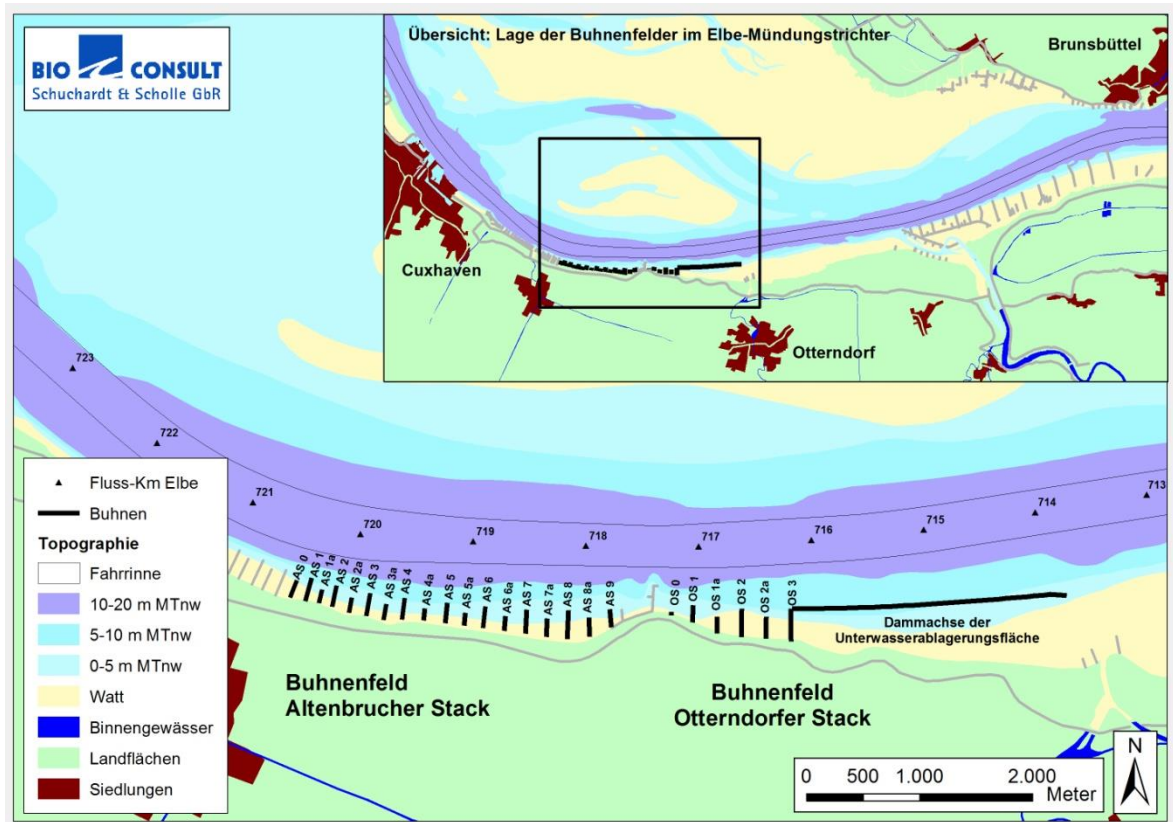 BIO CONSULT
Schuchardt & Scholle GbR
Übersicht: Lage der Buhnenfelder im Elbe-Mündungstrichter
Brunsbüttel
Cuxhaven
Otterndorf
723
722
721
720
719
718
717
716
715
714
713
AS 0
AS 1
AS 1a
AS 2
AS 2a
AS 3
AS 3a
AS 4
AS 4a
AS 5
AS 5a
AS 6
AS 6a
AS 7
AS 7a
AS 8
AS 8a
AS 9
OS 0
OS 1
OS 1a
OS 2
OS 2a
OS 3
Dammachse der
Unterwasserablagerungsfläche
Buhnenfeld
Altenbrucher Stack
Buhnenfeld
Otterndorfer Stack
Fluss-Km Elbe
Buhnen
Topographie
Fahrrinne
10-20 m MTnw
5-10 m MTnw
0-5 m MTnw
Watt
Binnengewässer
Landflächen
Siedlungen
0 500 1.000 2.000
Meter
N